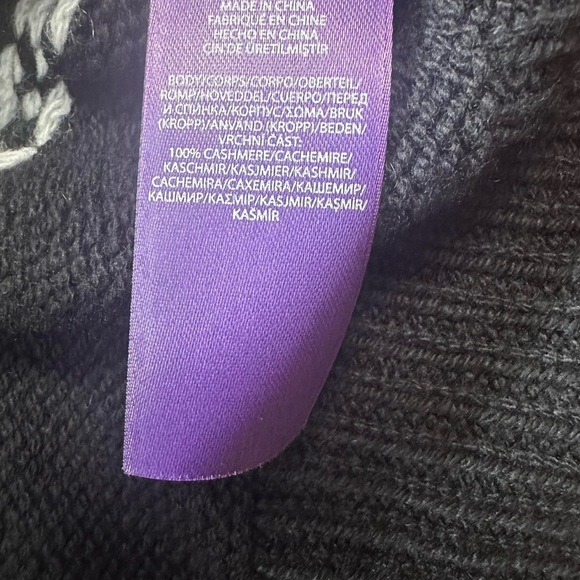 MADE IN CHINA
FABRIQUÉ EN CHINE
HECHO EN CHINA
ÇİN'DE ÜRETİLMİŞTİR
BODY/CORPS/CORPO/OBERTEIL/
ROMP/HOVEDDEL/CUERPO/ПЕРЕД
И СПИНКА/КОРПУС/ΣΩΜΑ/BRUK
(KROPP)/ANVÄND (KROPP)/BEDEN/
VRCHNÍ ČÁST:
100% CASHMERE/CACHEMIRE/
KASCHMIR/KASJMIER/KASHMIR/
CACHEMIRA/CAXEMIRA/КАШЕМИР/
КАШМИР/ΚΑΣΜΙΡ/KASJMIR/KAŞMİR/
KAŠMÍR